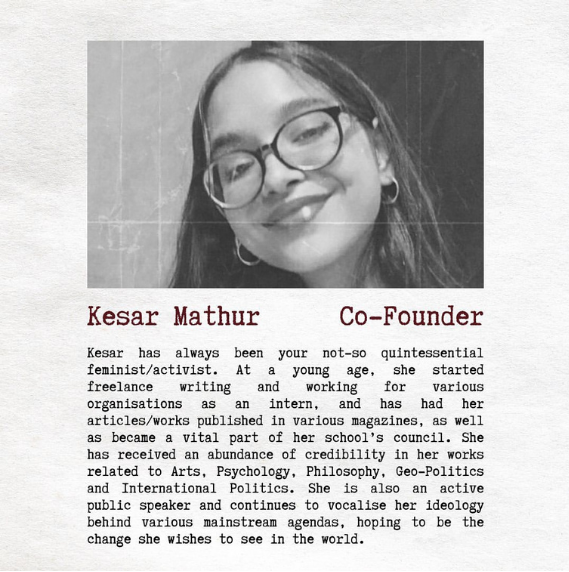 Kesar Mathur Co-Founder
Kesar has always been your not-so quintessential
feminist/activist. At a young age, she started
freelance writing and working for various
organisations as an intern, and has had her
articles/works published in various magazines, as well
as became a vital part of her school's council. She
has received an abundance of credibility in her works
related to Arts, Psychology, Philosophy, Geo-Politics
and International Politics. She is also an active
public speaker and continues to vocalise her ideology
behind various mainstream agendas, hoping to be the
change she wishes to see in the world.